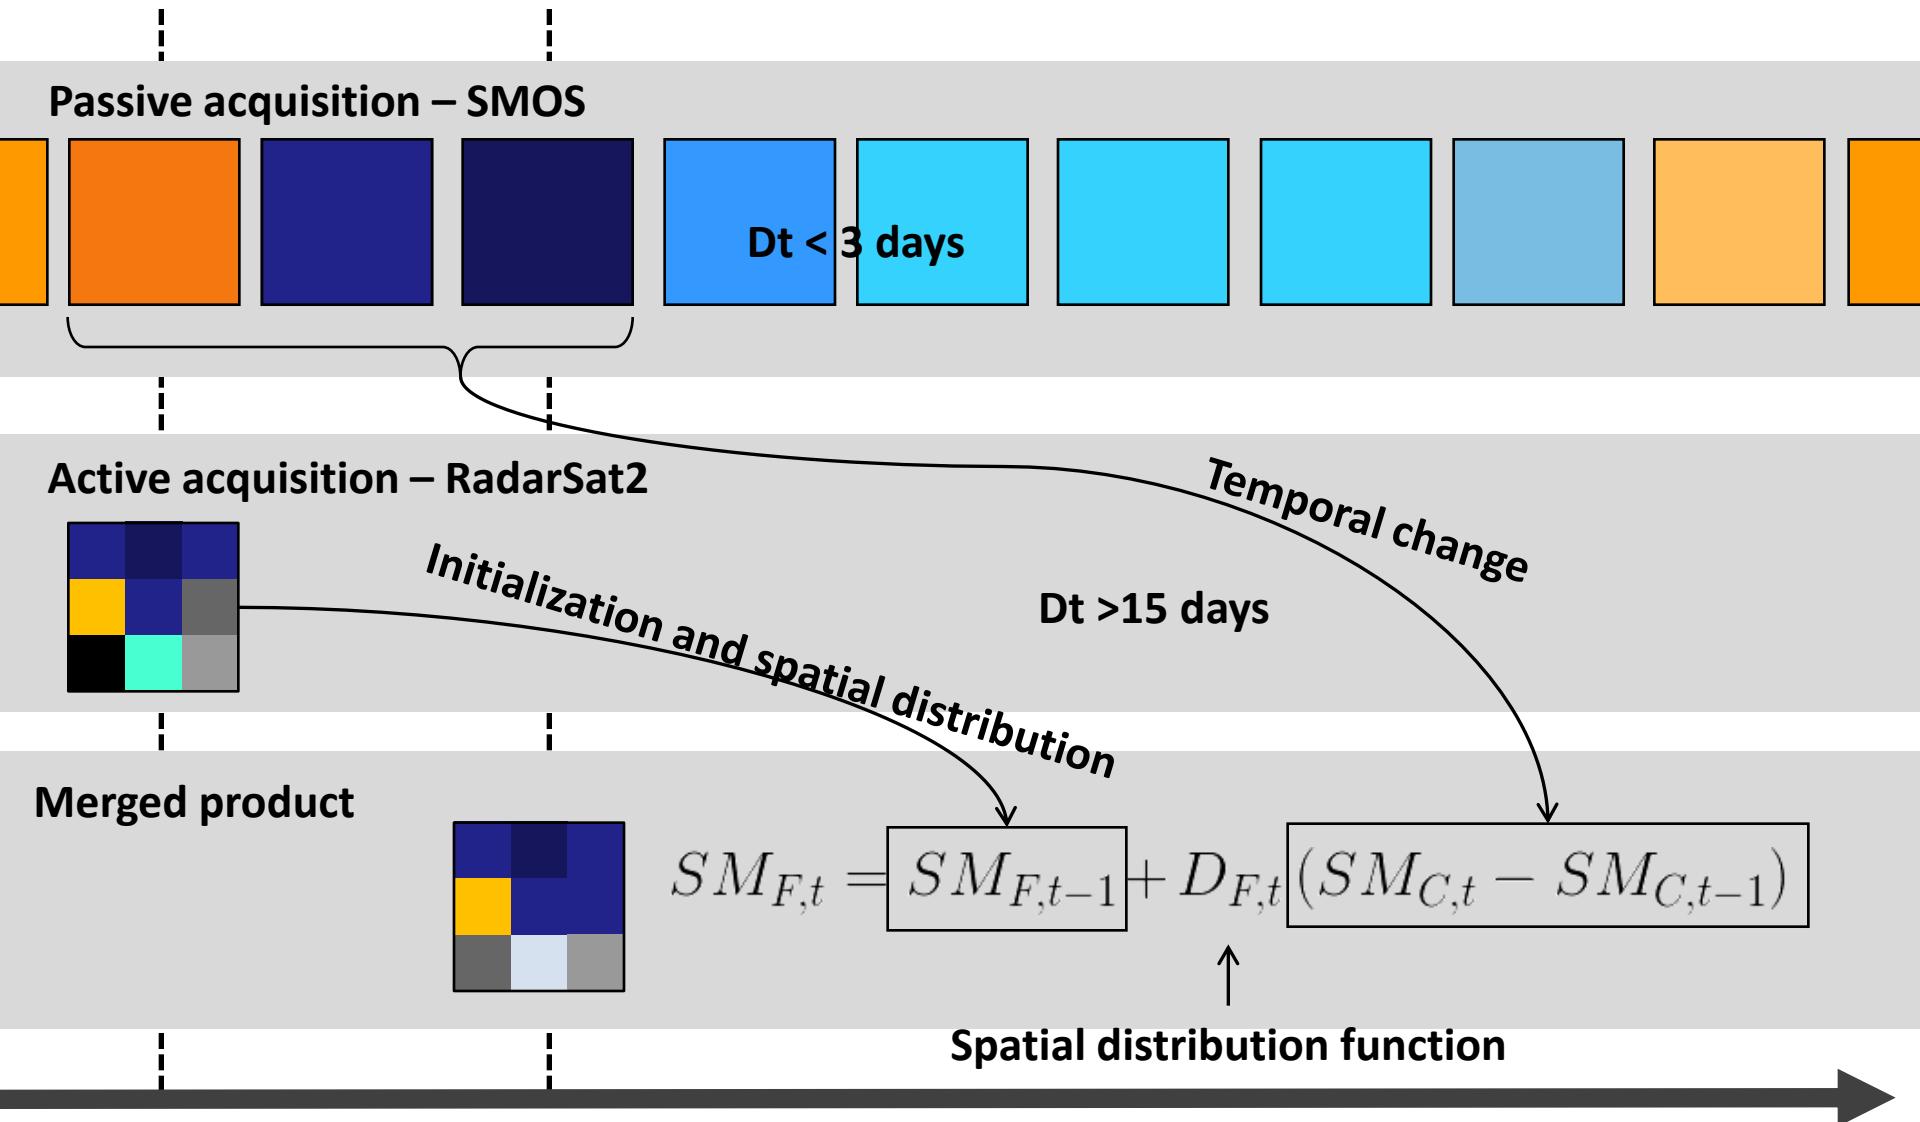 Passive acquisition – SMOS
Dt < 3 days
Active acquisition – RadarSat2
Temporal change
Initialization and spatial distribution
Dt >15 days
Merged product
SM_{F,t} = SM_{F,t−1} + D_{F,t}(SM_{C,t} − SM_{C,t−1})
Spatial distribution function